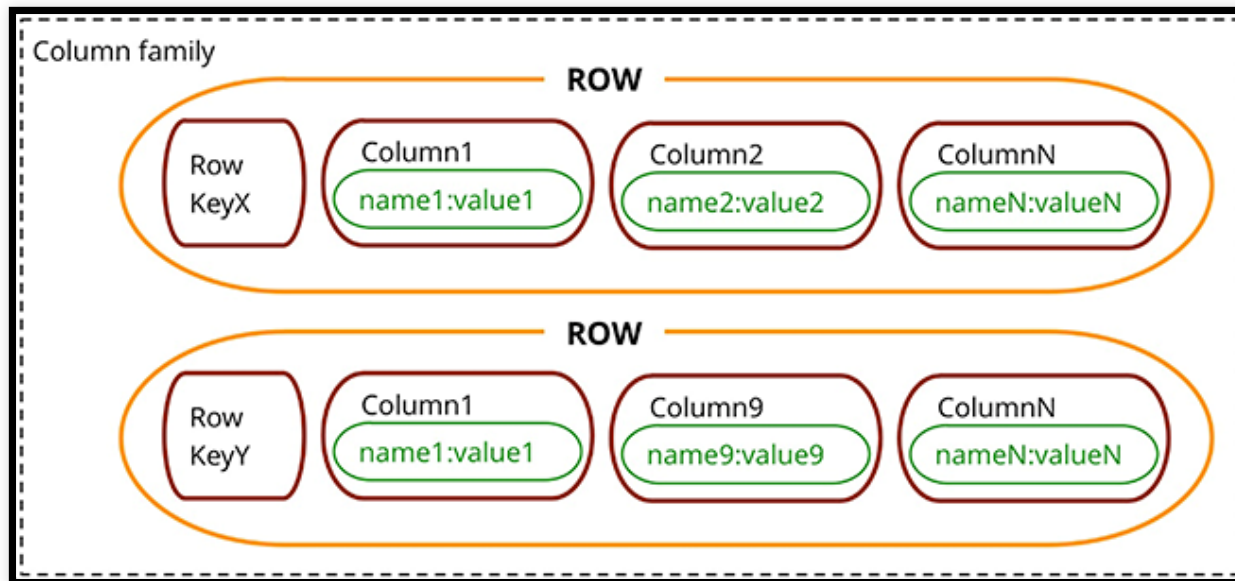 Column family
ROW
Row
KeyX
Column1
name1:value1
Column2
name2:value2
ColumnN
nameN:valueN
ROW
Row
KeyY
Column1
name1:value1
Column9
name9:value9
ColumnN
nameN:valueN